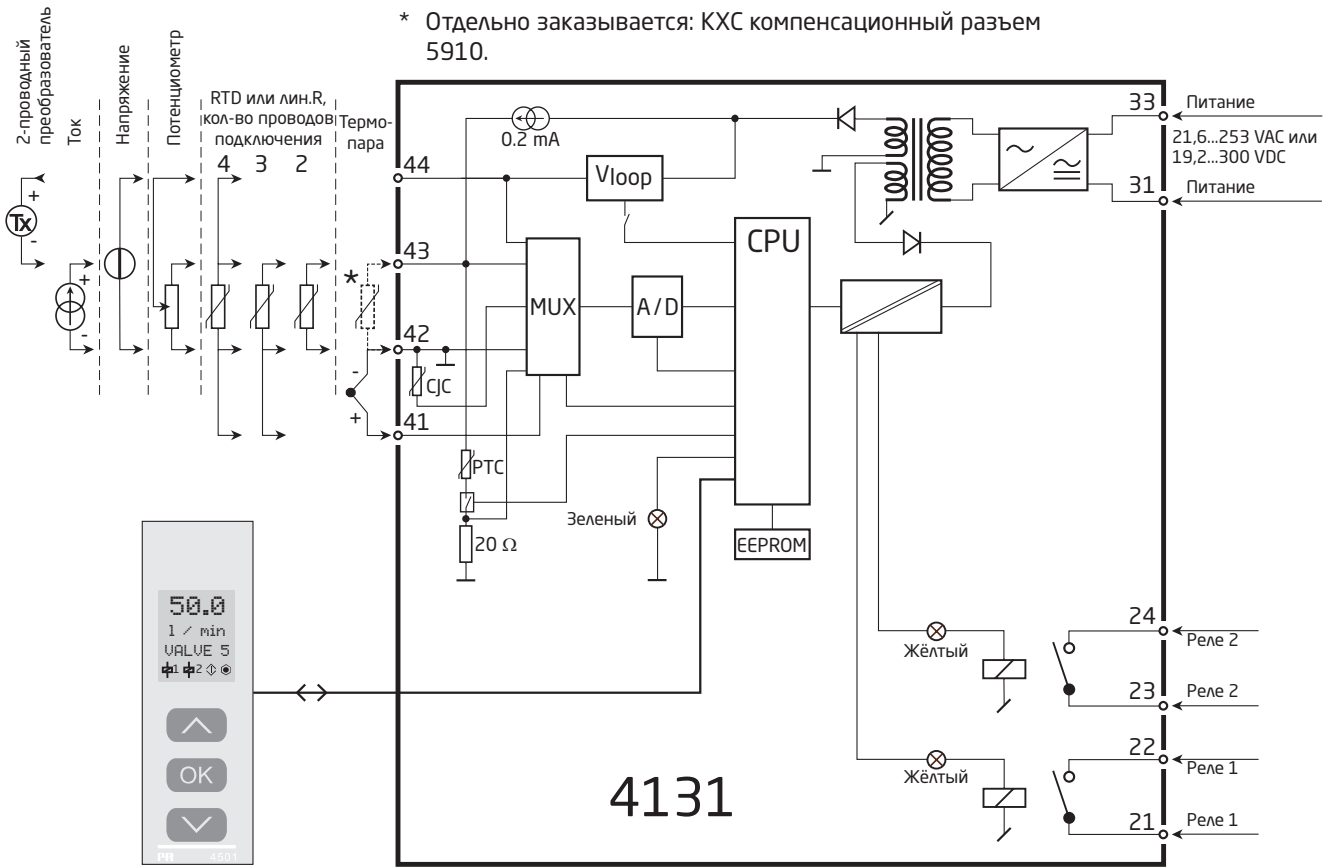 * Отдельно заказывается: КХС компенсационный разъем
5910.
2-проводный
преобразователь
Ток
Напряжение
Потенциометр
RTD или лин.R,
кол-во проводов
подключения
4 3 2
Термо-
пара
+
Tx
-
+
-
*
-
+
44
43
42
41
0.2 mA
Vloop
MUX
A/D
CPU
CJC
PTC
20 Ω
Зеленый
EEPROM
33
Питание
21,6...253 VAC или
19,2...300 VDC
31
Питание
24
Реле 2
Жёлтый
23
Реле 2
22
Реле 1
Жёлтый
21
Реле 1
4131
50.0
l / min
VALVE 5
1 2
OK
PR 4501